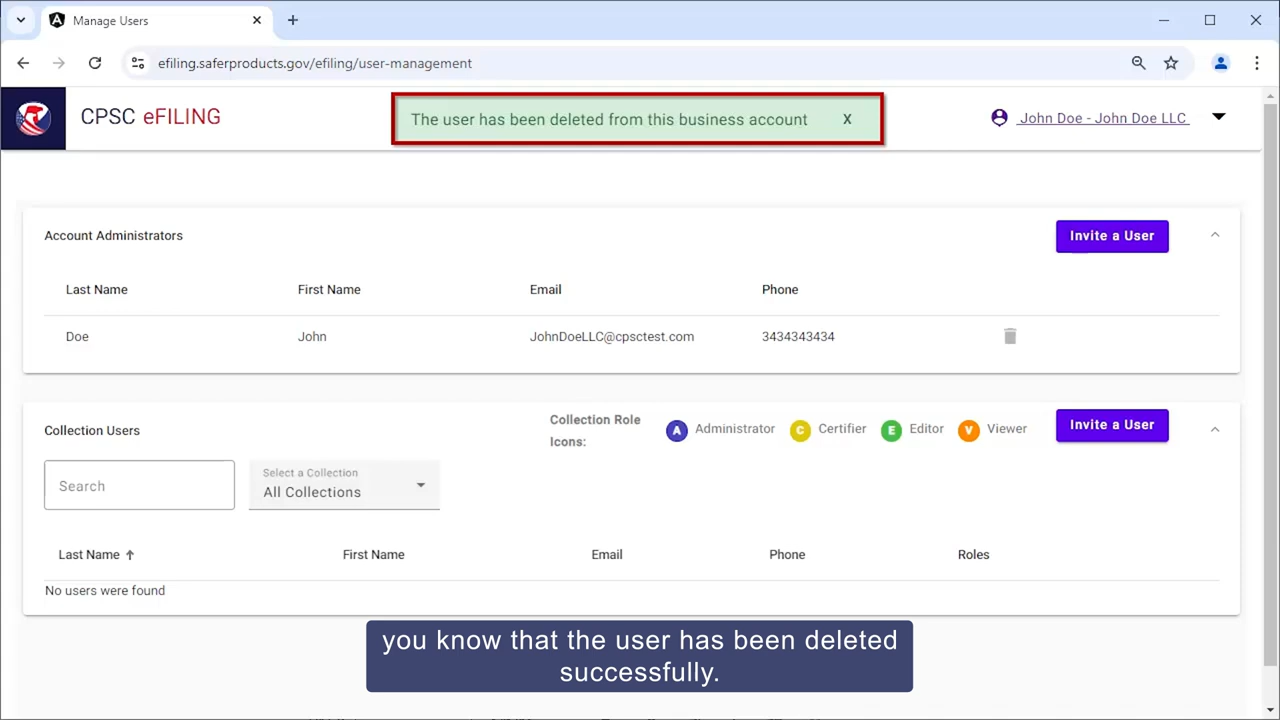 Manage Users
efiling.saferproducts.gov/efiling/user-management
CPSC eFILING
The user has been deleted from this business account X
John Doe - John Doe LLC
Account Administrators
Invite a User
Last Name First Name Email Phone
Doe John JohnDoeLLC@cpsctest.com 3434343434
Collection Users
Collection Role
Icons:
A Administrator C Certifier E Editor V Viewer
Invite a User
Search
Select a Collection
All Collections
Last Name First Name Email Phone Roles
No users were found
you know that the user has been deleted
successfully.